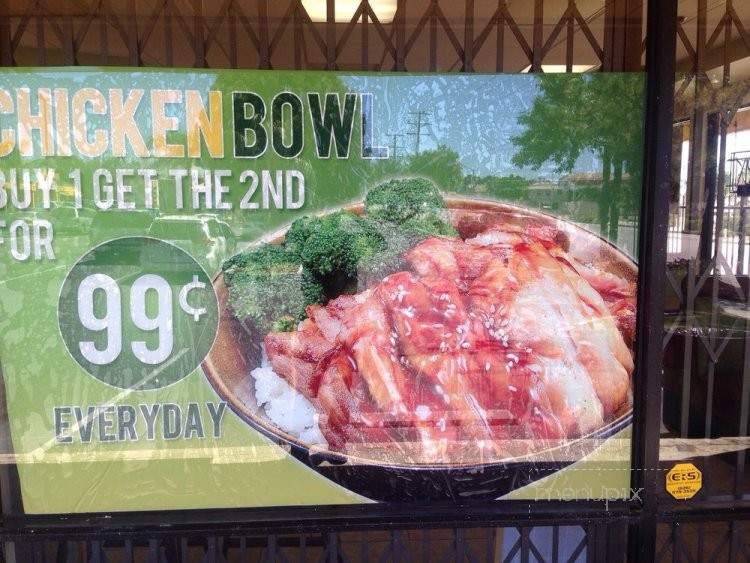 CHICKEN BOWL
BUY 1 GET THE 2ND
FOR
99¢
EVERYDAY
menupix